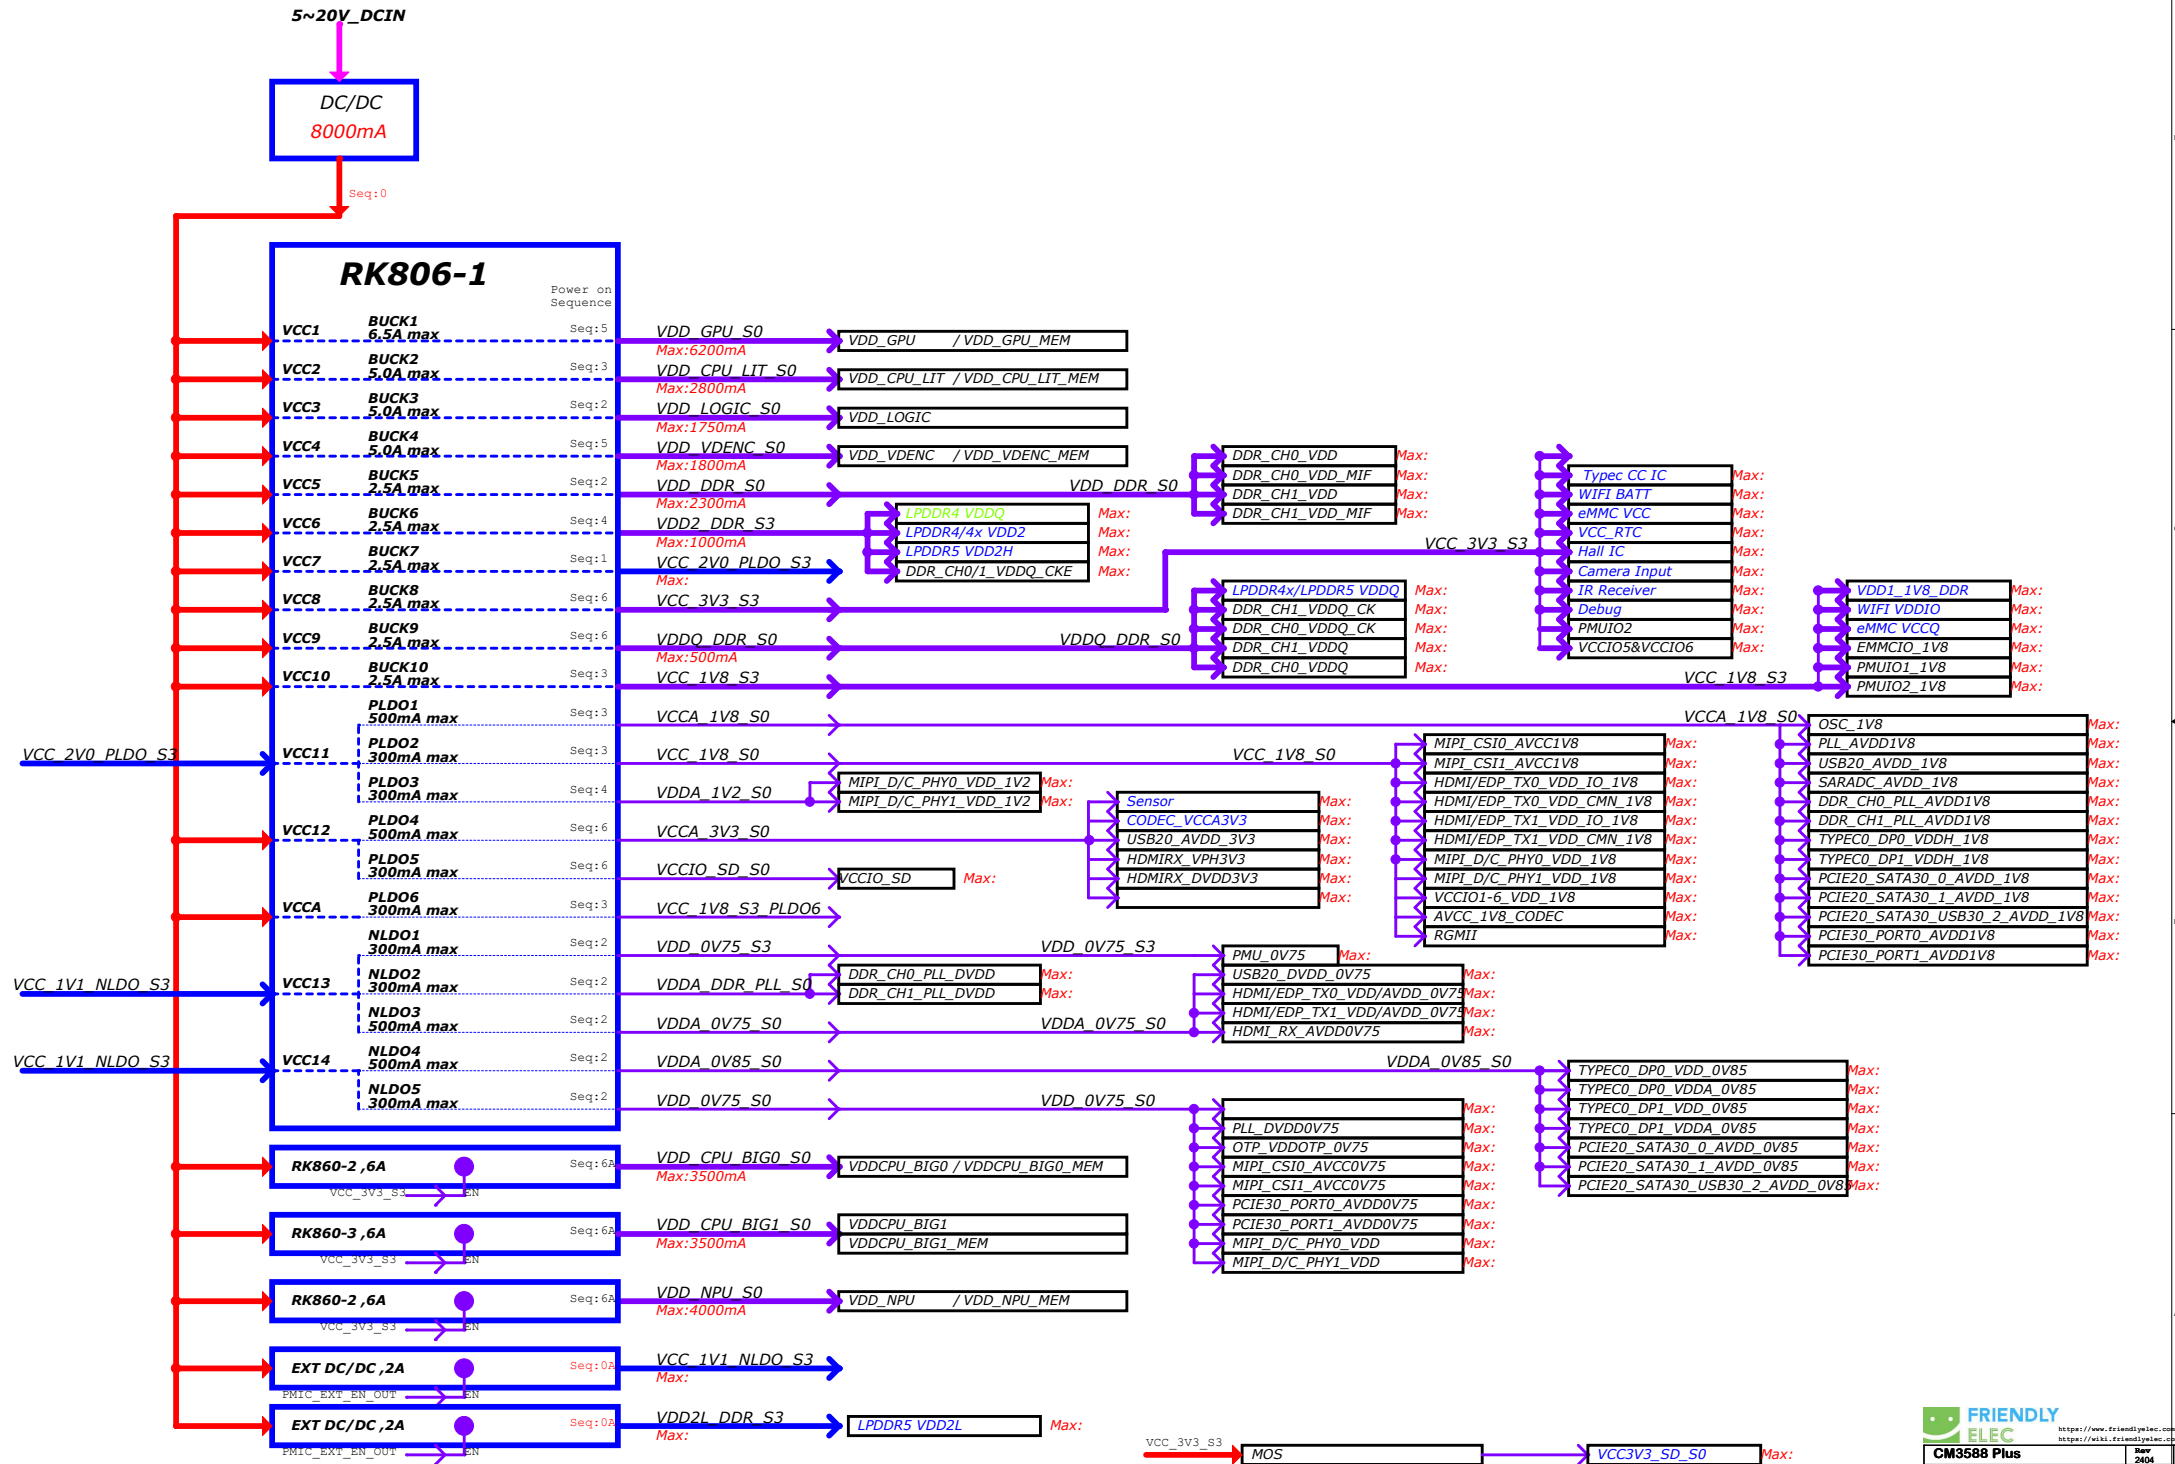 5~20V_DCIN
DC/DC
8000mA
Seq:0
RK806-1
Power on
Sequence
VCC1
BUCK1
6.5A max
Seq:5
VDD_GPU_S0
Max:6200mA
VDD_GPU / VDD_GPU_MEM
VCC2
BUCK2
5.0A max
Seq:3
VDD_CPU_LIT_S0
Max:2800mA
VDD_CPU_LIT / VDD_CPU_LIT_MEM
VCC3
BUCK3
5.0A max
Seq:2
VDD_LOGIC_S0
Max:1750mA
VDD_LOGIC
VCC4
BUCK4
5.0A max
Seq:5
VDD_VDENC_S0
Max:1800mA
VDD_VDENC / VDD_VDENC_MEM
VCC5
BUCK5
2.5A max
Seq:2
VDD_DDR_S0
Max:2300mA
VDD_DDR_S0
DDR_CH0_VDD Max:
DDR_CH0_VDD_MIF Max:
DDR_CH1_VDD Max:
DDR_CH1_VDD_MIF Max:
VCC6
BUCK6
2.5A max
Seq:4
VDD2_DDR_S3
Max:1000mA
LPDDR4 VDDQ Max:
LPDDR4/4x VDD2 Max:
LPDDR5 VDD2H Max:
DDR_CH0/1_VDDQ_CKE Max:
VCC7
BUCK7
2.5A max
Seq:1
VCC_2V0_PLDO_S3
Max:
VCC8
BUCK8
2.5A max
Seq:6
VCC_3V3_S3
VCC_3V3_S3
Typec CC IC Max:
WIFI BATT Max:
eMMC VCC Max:
VCC_RTC Max:
Hall IC Max:
Camera Input Max:
IR Receiver Max:
Debug Max:
PMUIO2 Max:
VCCIO5&VCCIO6 Max:
VCC9
BUCK9
2.5A max
Seq:6
VDDQ_DDR_S0
Max:500mA
VDDQ_DDR_S0
LPDDR4x/LPDDR5 VDDQ Max:
DDR_CH1_VDDQ_CK Max:
DDR_CH0_VDDQ_CK Max:
DDR_CH1_VDDQ Max:
DDR_CH0_VDDQ Max:
VCC10
BUCK10
2.5A max
Seq:3
VCC_1V8_S3
VCC_1V8_S3
VDD1_1V8_DDR Max:
WIFI VDDIO Max:
eMMC VCCQ Max:
EMMCIO_1V8 Max:
PMUIO1_1V8 Max:
PMUIO2_1V8 Max:
PLDO1
500mA max
Seq:3
VCCA_1V8_S0
VCCA_1V8_S0
OSC_1V8 Max:
PLL_AVDD1V8 Max:
USB20_AVDD_1V8 Max:
SARADC_AVDD_1V8 Max:
DDR_CH0_PLL_AVDD1V8 Max:
DDR_CH1_PLL_AVDD1V8 Max:
TYPEC0_DP0_VDDH_1V8 Max:
TYPEC0_DP1_VDDH_1V8 Max:
PCIE20_SATA30_0_AVDD_1V8 Max:
PCIE20_SATA30_1_AVDD_1V8 Max:
PCIE20_SATA30_USB30_2_AVDD_1V8 Max:
PCIE30_PORT0_AVDD1V8 Max:
PCIE30_PORT1_AVDD1V8 Max:
VCC_2V0_PLDO_S3
VCC11
PLDO2
300mA max
Seq:3
VCC_1V8_S0
VCC_1V8_S0
MIPI_CSI0_AVCC1V8 Max:
MIPI_CSI1_AVCC1V8 Max:
HDMI/EDP_TX0_VDD_IO_1V8 Max:
HDMI/EDP_TX0_VDD_CMN_1V8 Max:
HDMI/EDP_TX1_VDD_IO_1V8 Max:
HDMI/EDP_TX1_VDD_CMN_1V8 Max:
MIPI_D/C_PHY0_VDD_1V8 Max:
MIPI_D/C_PHY1_VDD_1V8 Max:
VCCIO1-6_VDD_1V8 Max:
AVCC_1V8_CODEC Max:
RGMII Max:
PLDO3
300mA max
Seq:4
VDDA_1V2_S0
MIPI_D/C_PHY0_VDD_1V2 Max:
MIPI_D/C_PHY1_VDD_1V2 Max:
VCC12
PLDO4
500mA max
Seq:6
VCCA_3V3_S0
Sensor Max:
CODEC_VCCA3V3 Max:
USB20_AVDD_3V3 Max:
HDMIRX_VPH3V3 Max:
HDMIRX_DVDD3V3 Max:
Max:
PLDO5
300mA max
Seq:6
VCCIO_SD_S0
VCCIO_SD Max:
VCCA
PLDO6
300mA max
Seq:3
VCC_1V8_S3_PLDO6
NLDO1
300mA max
Seq:2
VDD_0V75_S3
VDD_0V75_S3
PMU_0V75 Max:
VCC_1V1_NLDO_S3
VCC13
NLDO2
300mA max
Seq:2
VDDA_DDR_PLL_S0
DDR_CH0_PLL_DVDD Max:
DDR_CH1_PLL_DVDD Max:
NLDO3
500mA max
Seq:2
VDDA_0V75_S0
VDDA_0V75_S0
USB20_DVDD_0V75 Max:
HDMI/EDP_TX0_VDD/AVDD_0V75 Max:
HDMI/EDP_TX1_VDD/AVDD_0V75 Max:
HDMI_RX_AVDD0V75 Max:
VCC_1V1_NLDO_S3
VCC14
NLDO4
500mA max
Seq:2
VDDA_0V85_S0
VDDA_0V85_S0
TYPEC0_DP0_VDD_0V85 Max:
TYPEC0_DP0_VDDA_0V85 Max:
TYPEC0_DP1_VDD_0V85 Max:
TYPEC0_DP1_VDDA_0V85 Max:
PCIE20_SATA30_0_AVDD_0V85 Max:
PCIE20_SATA30_1_AVDD_0V85 Max:
PCIE20_SATA30_USB30_2_AVDD_0V85 Max:
NLDO5
300mA max
Seq:2
VDD_0V75_S0
VDD_0V75_S0
Max:
PLL_DVDD0V75 Max:
OTP_VDDOTP_0V75 Max:
MIPI_CSI0_AVCC0V75 Max:
MIPI_CSI1_AVCC0V75 Max:
PCIE30_PORT0_AVDD0V75 Max:
PCIE30_PORT1_AVDD0V75 Max:
MIPI_D/C_PHY0_VDD Max:
MIPI_D/C_PHY1_VDD Max:
RK860-2 ,6A
Seq:6A
VCC_3V3_S3
EN
VDD_CPU_BIG0_S0
Max:3500mA
VDDCPU_BIG0 / VDDCPU_BIG0_MEM
RK860-3 ,6A
Seq:6A
VCC_3V3_S3
EN
VDD_CPU_BIG1_S0
Max:3500mA
VDDCPU_BIG1
VDDCPU_BIG1_MEM
RK860-2 ,6A
Seq:6A
VCC_3V3_S3
EN
VDD_NPU_S0
Max:4000mA
VDD_NPU / VDD_NPU_MEM
EXT DC/DC ,2A
Seq:0A
PMIC_EXT_EN_OUT
EN
VCC_1V1_NLDO_S3
Max:
EXT DC/DC ,2A
Seq:0A
PMIC_EXT_EN_OUT
EN
VDD2L_DDR_S3
Max:
LPDDR5 VDD2L Max:
VCC_3V3_S3
MOS
VCC3V3_SD_S0 Max:
FRIENDLY
ELEC
https://www.friendlyelec.com
https://wiki.friendlyelec.com
CM3588 Plus
Rev
2404